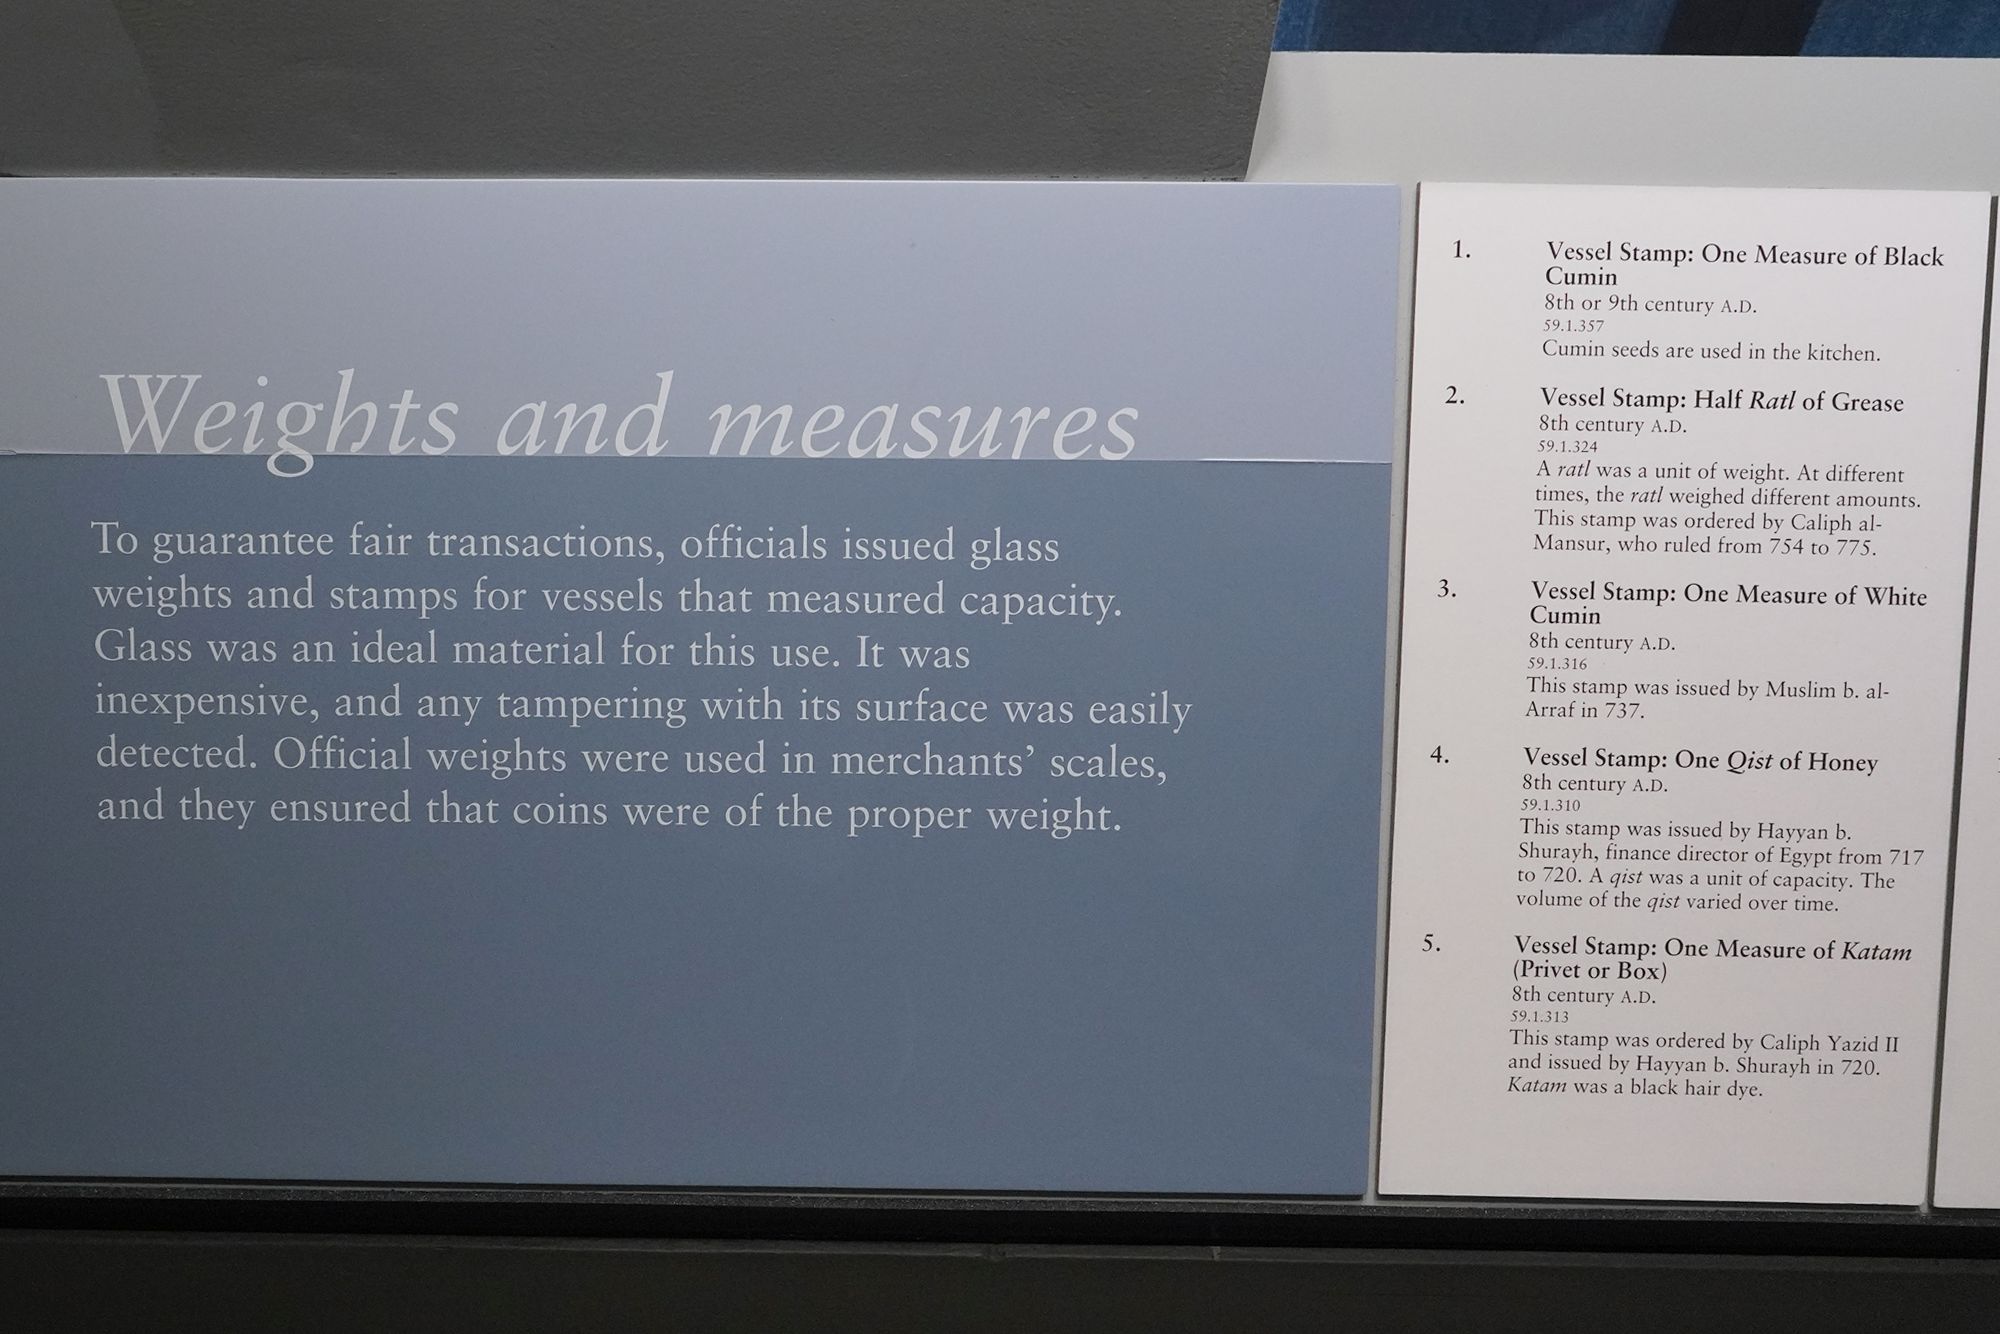 Weights and measures
To guarantee fair transactions, officials issued glass
weights and stamps for vessels that measured capacity.
Glass was an ideal material for this use. It was
inexpensive, and any tampering with its surface was easily
detected. Official weights were used in merchants’ scales,
and they ensured that coins were of the proper weight.
1. Vessel Stamp: One Measure of Black
Cumin
8th or 9th century A.D.
59.1.357
Cumin seeds are used in the kitchen.
2. Vessel Stamp: Half Ratl of Grease
8th century A.D.
59.1.324
A ratl was a unit of weight. At different
times, the ratl weighed different amounts.
This stamp was ordered by Caliph al-
Mansur, who ruled from 754 to 775.
3. Vessel Stamp: One Measure of White
Cumin
8th century A.D.
59.1.316
This stamp was issued by Muslim b. al-
Arraf in 737.
4. Vessel Stamp: One Qist of Honey
8th century A.D.
59.1.310
This stamp was issued by Hayyan b.
Shurayh, finance director of Egypt from 717
to 720. A qist was a unit of capacity. The
volume of the qist varied over time.
5. Vessel Stamp: One Measure of Katam
(Privet or Box)
8th century A.D.
59.1.313
This stamp was ordered by Caliph Yazid II
and issued by Hayyan b. Shurayh in 720.
Katam was a black hair dye.